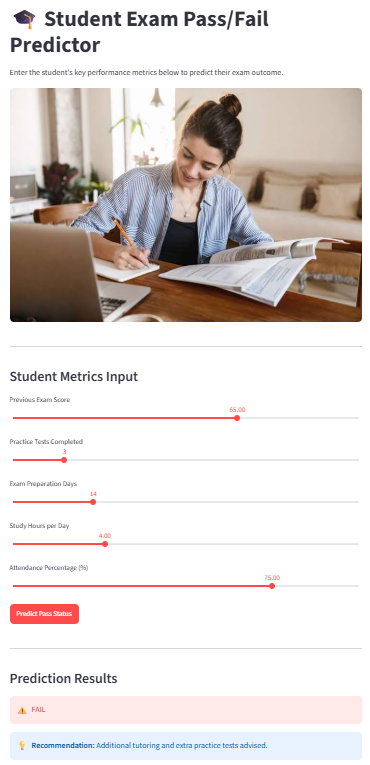 🎓 Student Exam Pass/Fail
Predictor
Enter the student's key performance metrics below to predict their exam outcome.
Student Metrics Input
Previous Exam Score
65.00
Practice Tests Completed
3
Exam Preparation Days
14
Study Hours per Day
4.00
Attendance Percentage (%)
75.00
Predict Pass Status
Prediction Results
⚠️ FAIL
💡 Recommendation: Additional tutoring and extra practice tests advised.